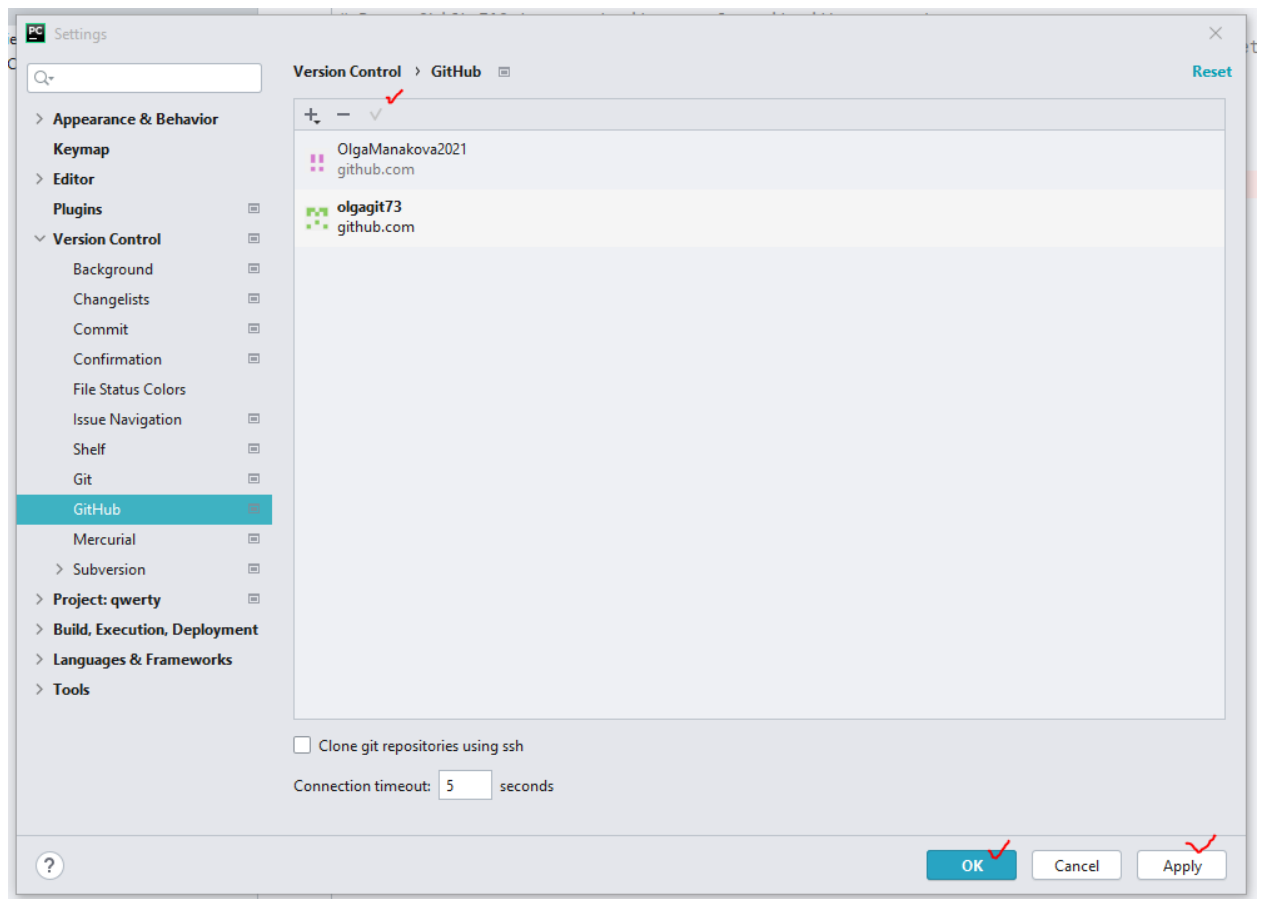 PC Settings
Version Control › GitHub
Reset
Appearance & Behavior
Keymap
Editor
Plugins
Version Control
Background
Changelists
Commit
Confirmation
File Status Colors
Issue Navigation
Shelf
Git
GitHub
Mercurial
Subversion
Project: qwerty
Build, Execution, Deployment
Languages & Frameworks
Tools
OlgaManakova2021
github.com
olgagit73
github.com
Clone git repositories using ssh
Connection timeout: 5 seconds
?
OK
Cancel
Apply